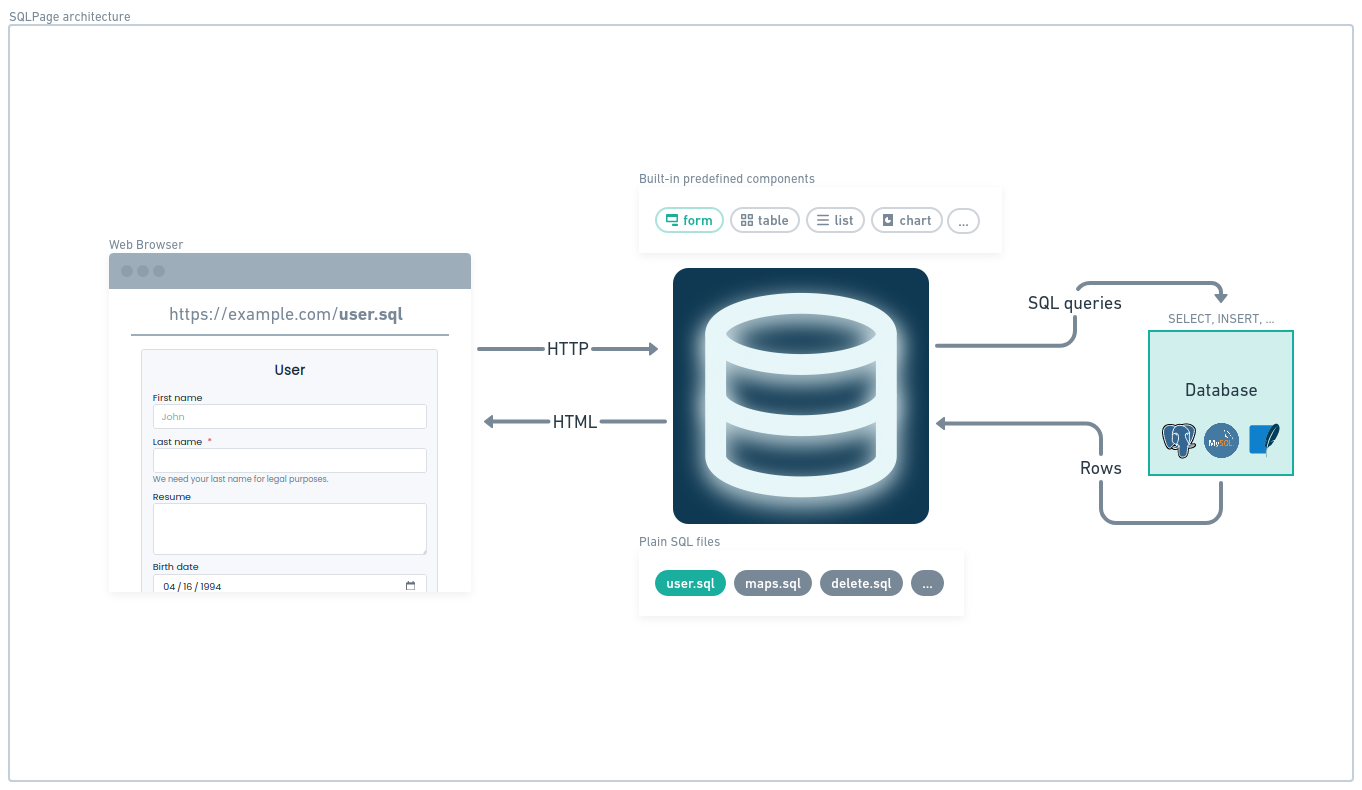 SQLPage architecture
Built-in predefined components
form
table
list
chart
...
Web Browser
https://example.com/user.sql
User
First name
John
Last name *
We need your last name for legal purposes.
Resume
Birth date
04 / 16 / 1994
HTTP
HTML
SQL queries
SELECT, INSERT, ...
Database
MySQL
Rows
Plain SQL files
user.sql
maps.sql
delete.sql
...